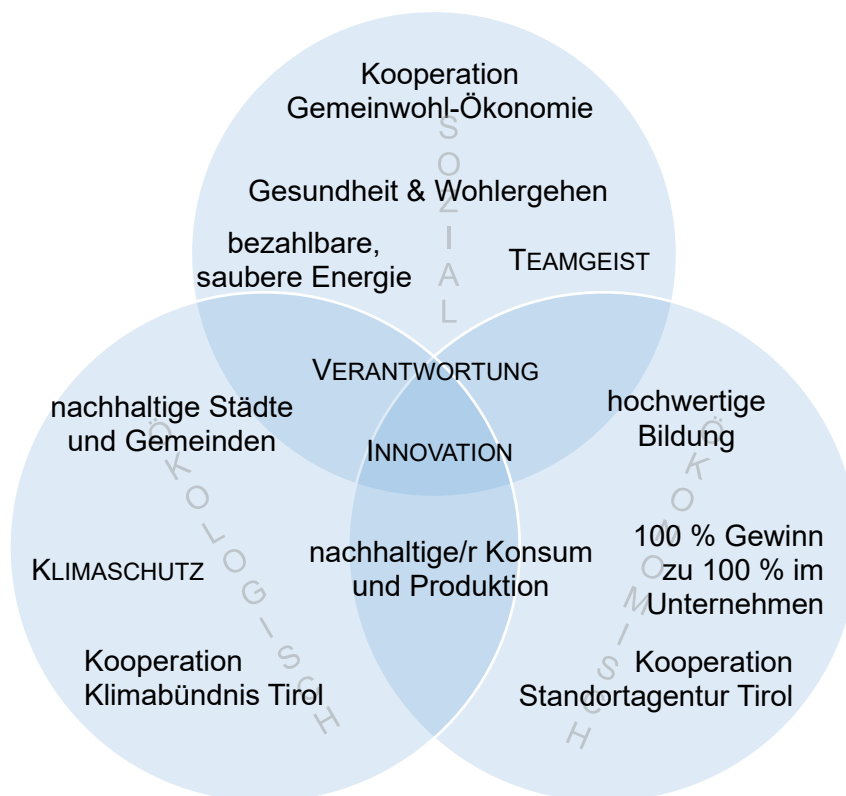 Kooperation
Gemeinwohl-Ökonomie
SOZIAL
Gesundheit & Wohlergehen
bezahlbare,
saubere Energie
TEAMGEIST
VERANTWORTUNG
nachhaltige Städte
und Gemeinden
hochwertige
Bildung
INNOVATION
ÖKOLOGISCH
ÖKONOMISCH
KLIMASCHUTZ
nachhaltige/r Konsum
und Produktion
100 % Gewinn
zu 100 % im
Unternehmen
Kooperation
Klimabündnis Tirol
Kooperation
Standortagentur Tirol